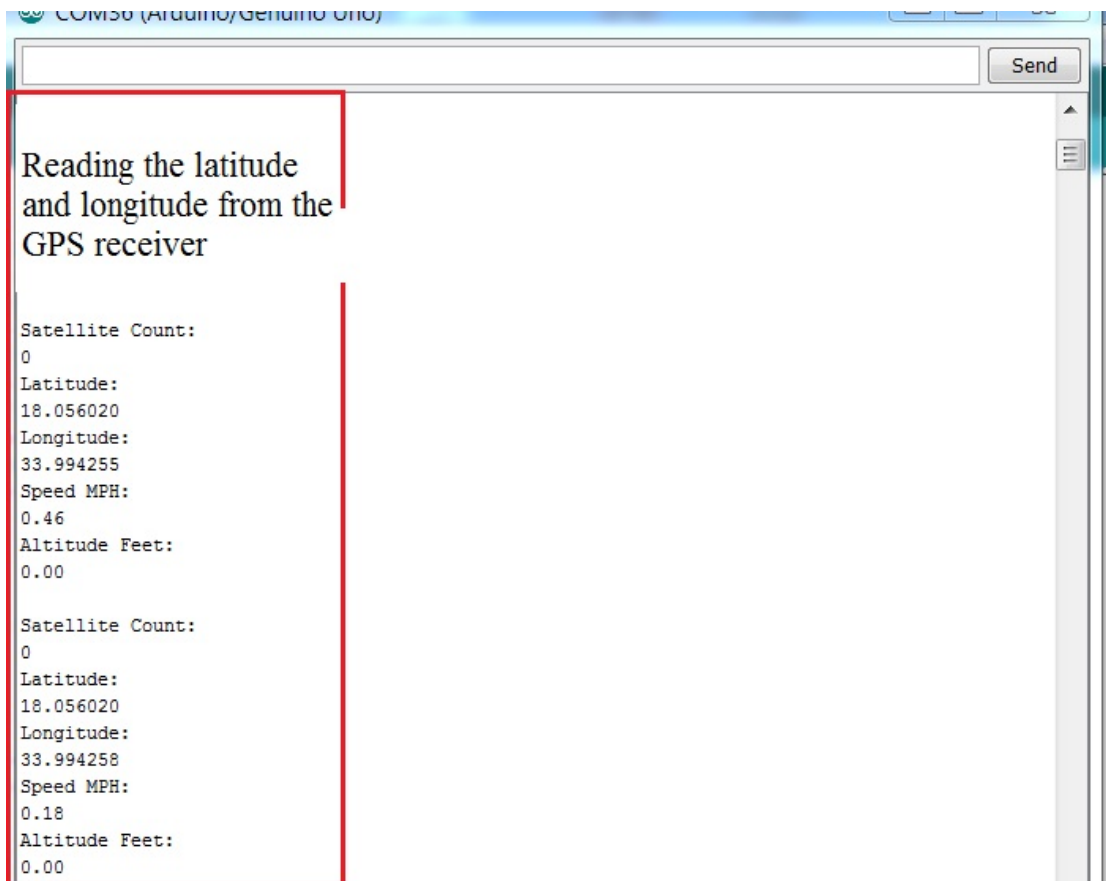 COM36 (Arduino/Genuino Uno)
Send
Reading the latitude
and longitude from the
GPS receiver
Satellite Count:
0
Latitude:
18.056020
Longitude:
33.994255
Speed MPH:
0.46
Altitude Feet:
0.00
Satellite Count:
0
Latitude:
18.056020
Longitude:
33.994258
Speed MPH:
0.18
Altitude Feet:
0.00